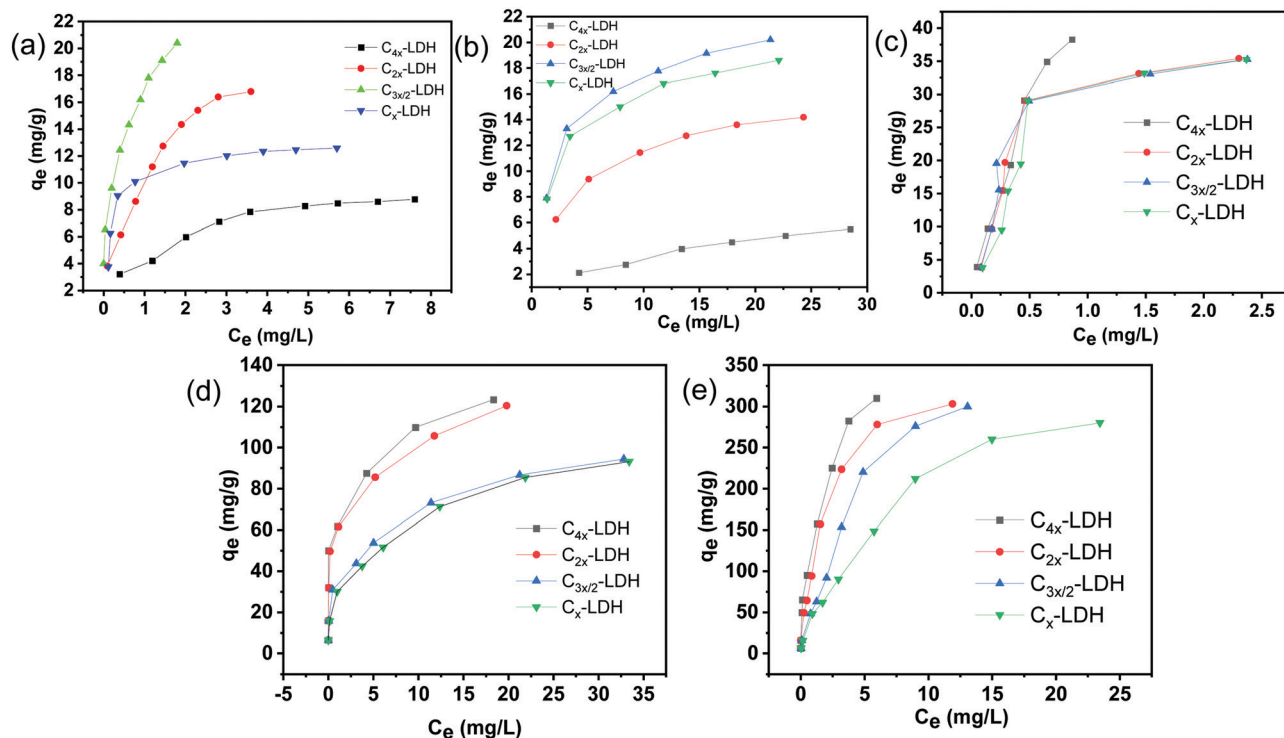 (a)
22
20
18
16
14
12
10
8
6
4
2
qe (mg/g)
C4x-LDH
C2x-LDH
C3x/2-LDH
Cx-LDH
0 1 2 3 4 5 6 7 8
Ce (mg/L)
(b)
22
20
18
16
14
12
10
8
6
4
2
qe (mg/g)
C4x-LDH
C2x-LDH
C3x/2-LDH
Cx-LDH
0 5 10 15 20 25 30
Ce (mg/L)
(c)
40
35
30
25
20
15
10
5
0
qe (mg/g)
C4x-LDH
C2x-LDH
C3x/2-LDH
Cx-LDH
0.0 0.5 1.0 1.5 2.0 2.5
Ce (mg/L)
(d)
140
120
100
80
60
40
20
0
qe (mg/g)
C4x-LDH
C2x-LDH
C3x/2-LDH
Cx-LDH
-5 0 5 10 15 20 25 30 35
Ce (mg/L)
(e)
350
300
250
200
150
100
50
0
qe (mg/g)
C4x-LDH
C2x-LDH
C3x/2-LDH
Cx-LDH
0 5 10 15 20 25
Ce (mg/L)